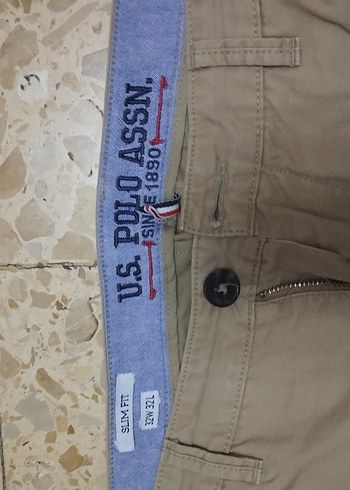 U.S. POLO ASSN.
SINCE 1890
SLIM FIT
32W 32L